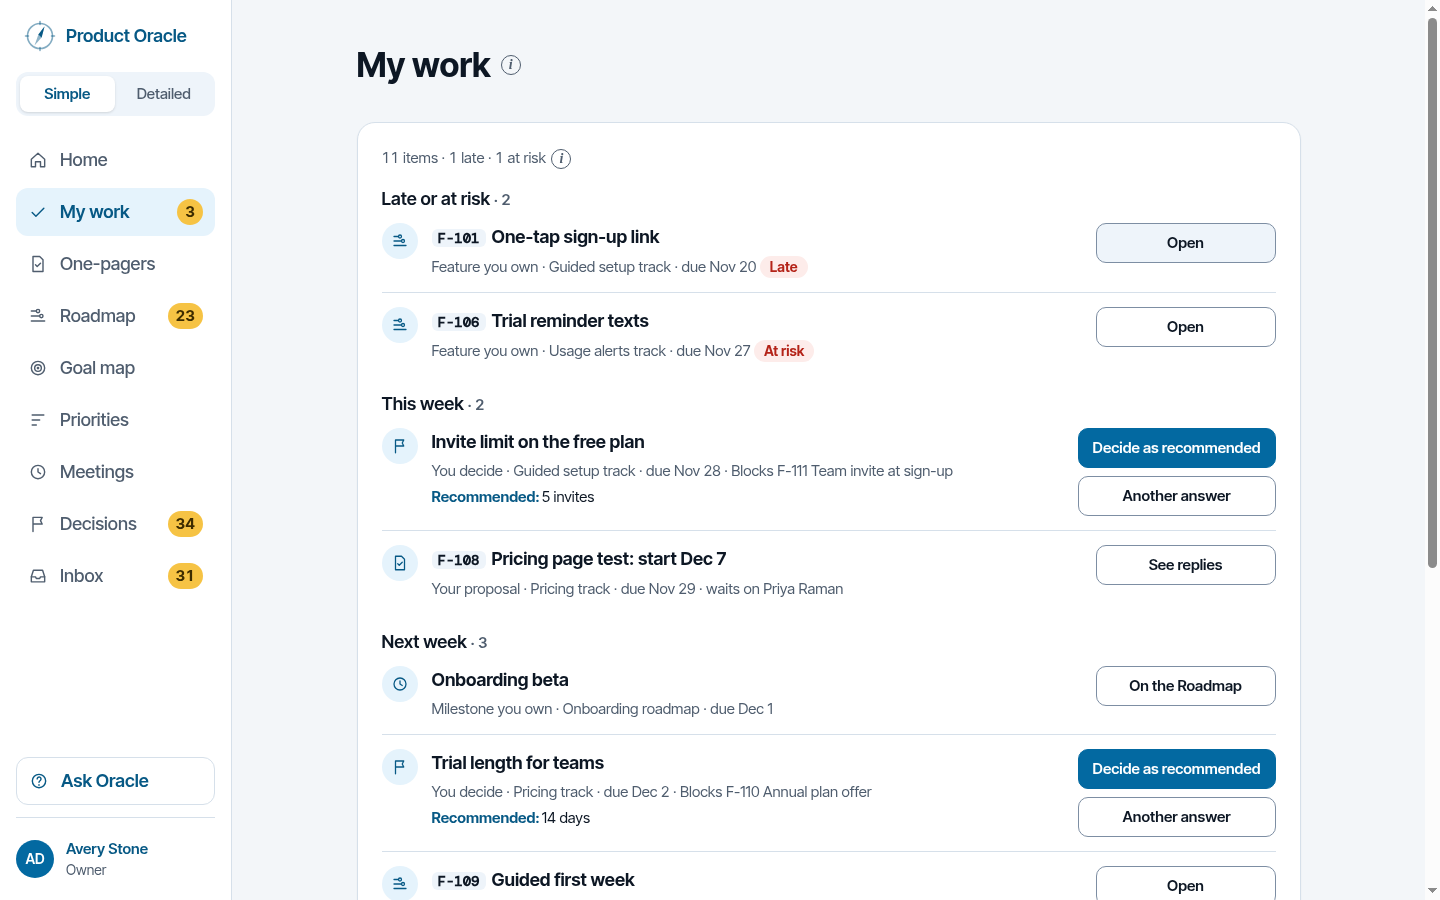 Product Oracle
Simple
Detailed
Home
My work
3
One-pagers
Roadmap
23
Goal map
Priorities
Meetings
Decisions
34
Inbox
31
Ask Oracle
AD
Avery Stone
Owner
My work i
11 items · 1 late · 1 at risk i
Late or at risk · 2
F-101 One-tap sign-up link
Feature you own · Guided setup track · due Nov 20 Late
Open
F-106 Trial reminder texts
Feature you own · Usage alerts track · due Nov 27 At risk
Open
This week · 2
Invite limit on the free plan
You decide · Guided setup track · due Nov 28 · Blocks F-111 Team invite at sign-up
Recommended: 5 invites
Decide as recommended
Another answer
F-108 Pricing page test: start Dec 7
Your proposal · Pricing track · due Nov 29 · waits on Priya Raman
See replies
Next week · 3
Onboarding beta
Milestone you own · Onboarding roadmap · due Dec 1
On the Roadmap
Trial length for teams
You decide · Pricing track · due Dec 2 · Blocks F-110 Annual plan offer
Recommended: 14 days
Decide as recommended
Another answer
F-109 Guided first week
Open